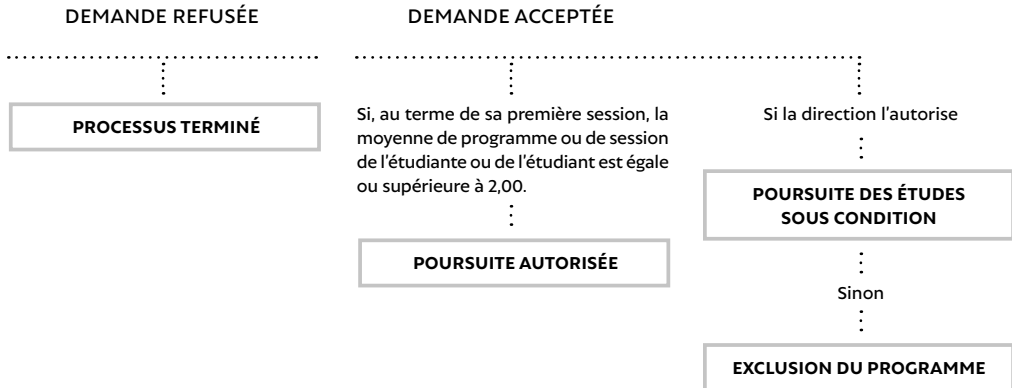 DEMANDE REFUSÉE
PROCESSUS TERMINÉ
DEMANDE ACCEPTÉE
Si, au terme de sa première session, la
moyenne de programme ou de session
de l'étudiante ou de l'étudiant est égale
ou supérieure à 2,00.
POURSUITE AUTORISÉE
Si la direction l'autorise
POURSUITE DES ÉTUDES
SOUS CONDITION
Sinon
EXCLUSION DU PROGRAMME